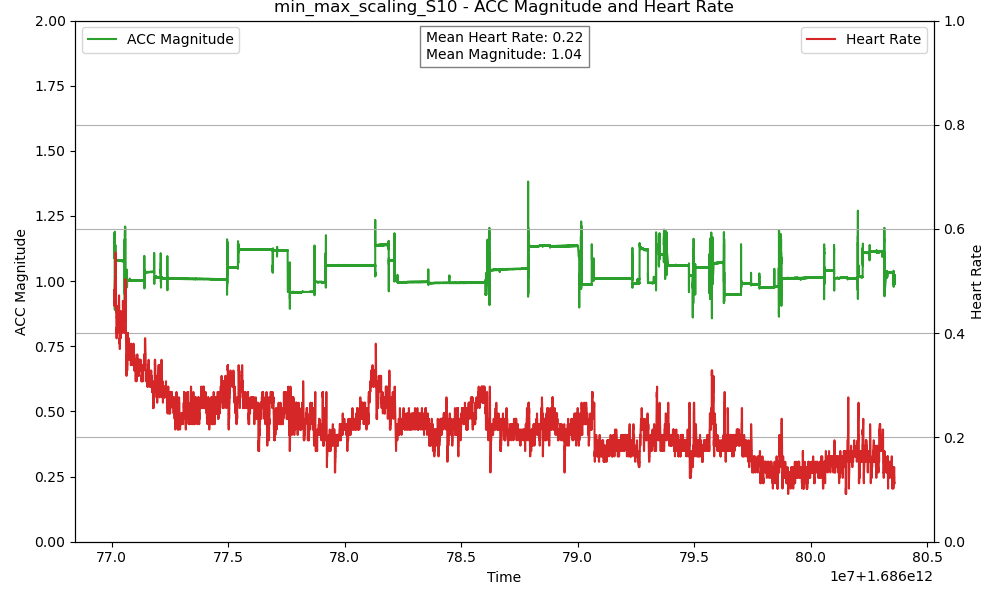 min_max_scaling_S10 - ACC Magnitude and Heart Rate
ACC Magnitude
Mean Heart Rate: 0.22
Mean Magnitude: 1.04
Heart Rate
2.00
1.75
1.50
1.25
1.00
0.75
0.50
0.25
0.00
ACC Magnitude
1.0
0.8
0.6
0.4
0.2
0.0
Heart Rate
77.0
77.5
78.0
78.5
79.0
79.5
80.0
80.5
Time
1e7+1.686e12